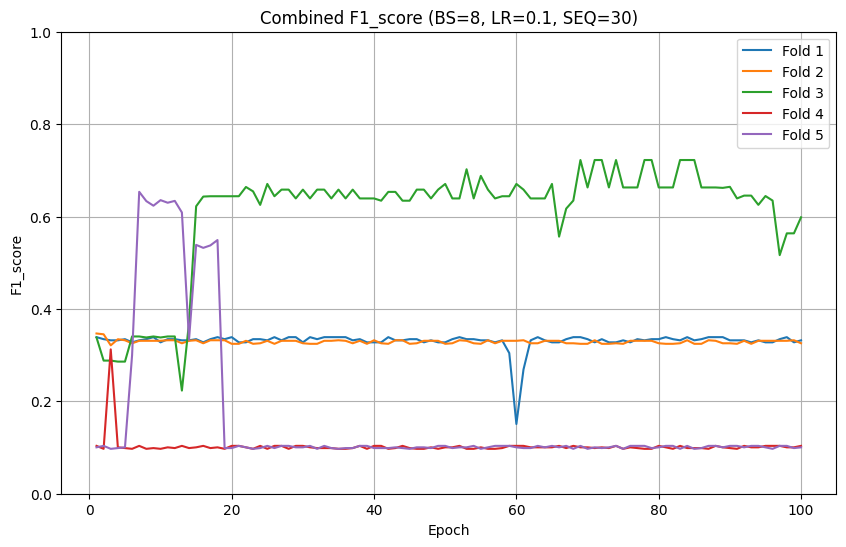 Combined F1_score (BS=8, LR=0.1, SEQ=30)
Fold 1
Fold 2
Fold 3
Fold 4
Fold 5
F1_score
1.0
0.8
0.6
0.4
0.2
0.0
0 20 40 60 80 100
Epoch